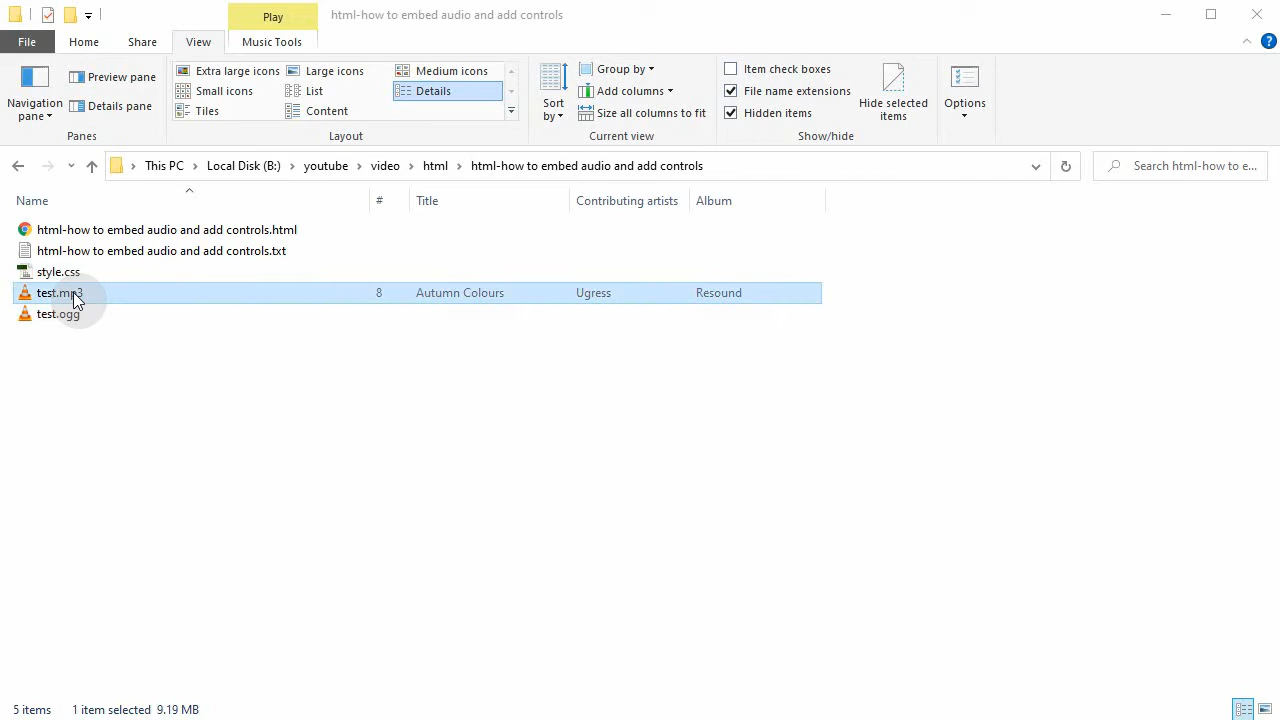 Play
html-how to embed audio and add controls
File
Home
Share
View
Music Tools
Navigation pane
Preview pane
Details pane
Panes
Extra large icons
Large icons
Medium icons
Small icons
List
Details
Tiles
Content
Layout
Sort by
Group by
Add columns
Size all columns to fit
Current view
Item check boxes
File name extensions
Hidden items
Hide selected items
Show/hide
Options
This PC > Local Disk (B:) > youtube > video > html > html-how to embed audio and add controls
Search html-how to e...
Name # Title Contributing artists Album
html-how to embed audio and add controls.html
html-how to embed audio and add controls.txt
style.css
test.mp3 8 Autumn Colours Ugress Resound
test.ogg
5 items 1 item selected 9.19 MB